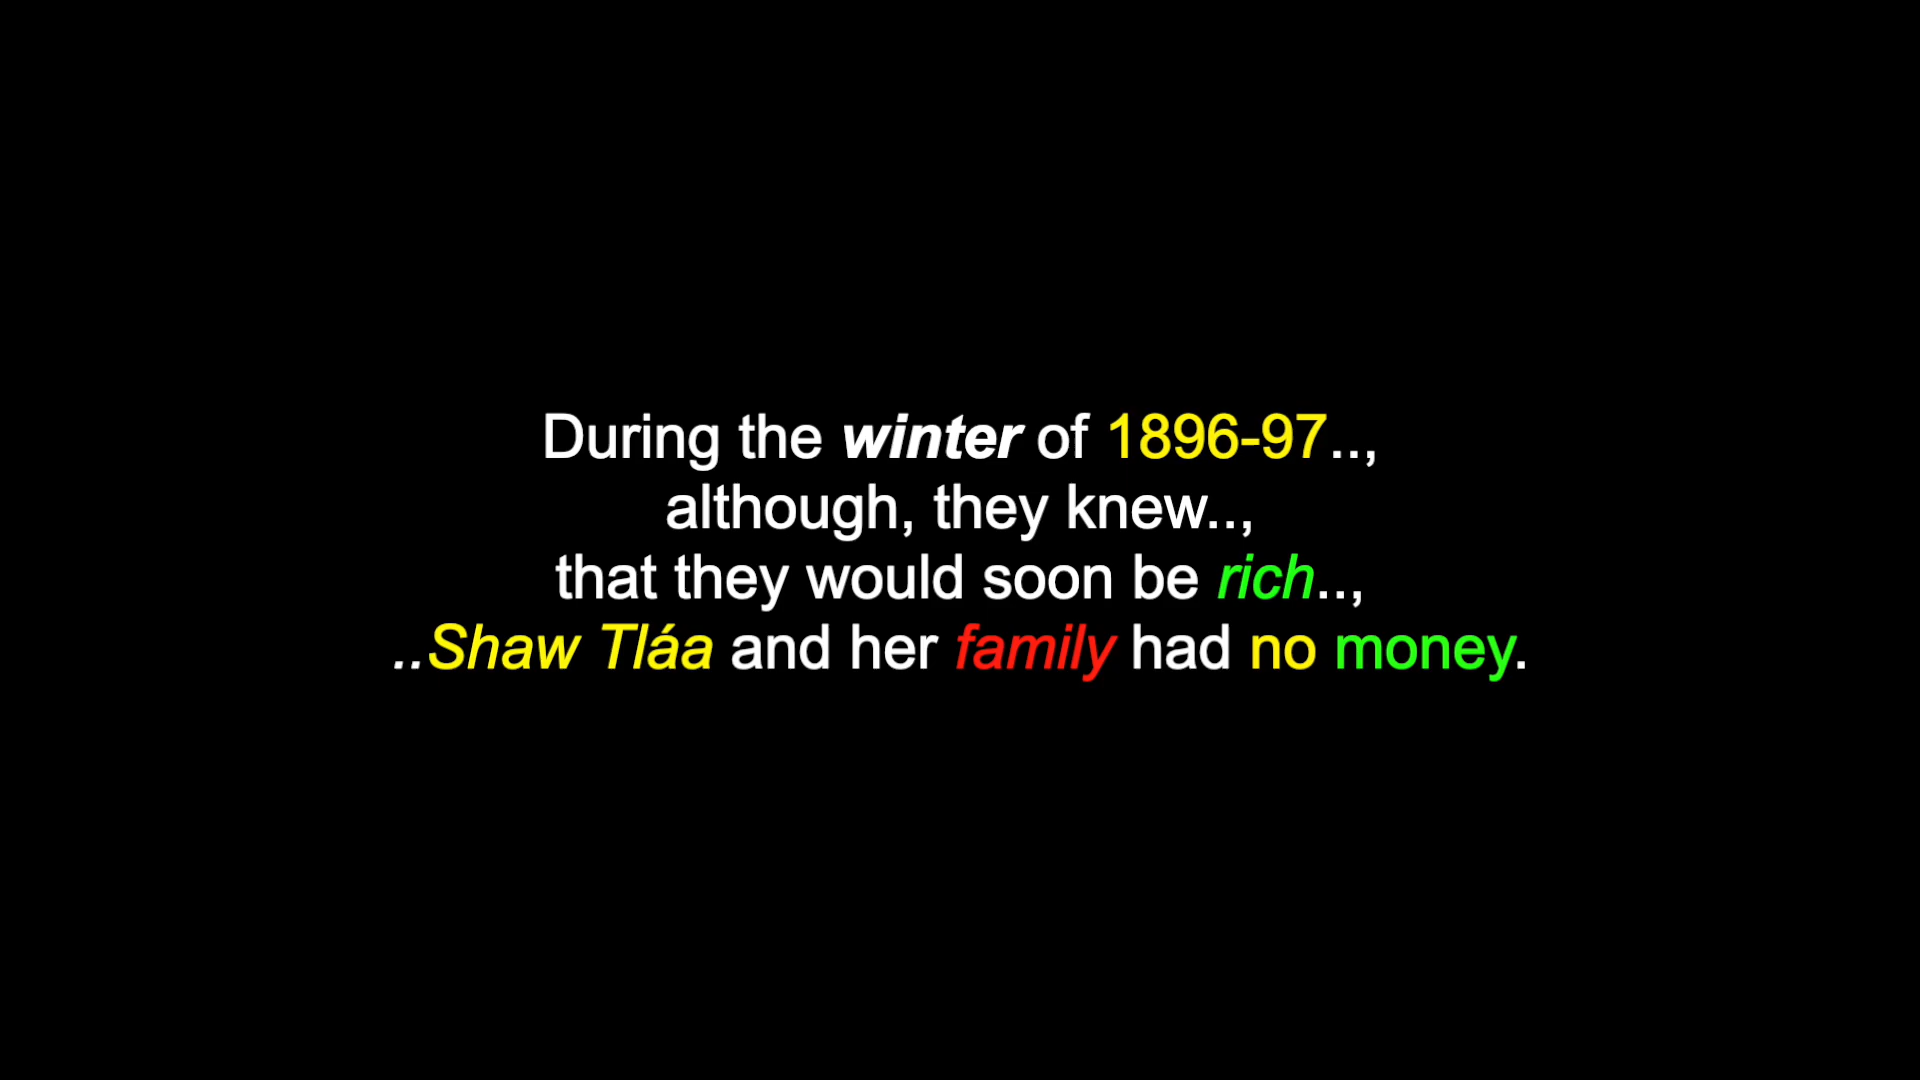 During the winter of 1896-97..,
although, they knew..,
that they would soon be rich..,
..Shaw Tláa and her family had no money.